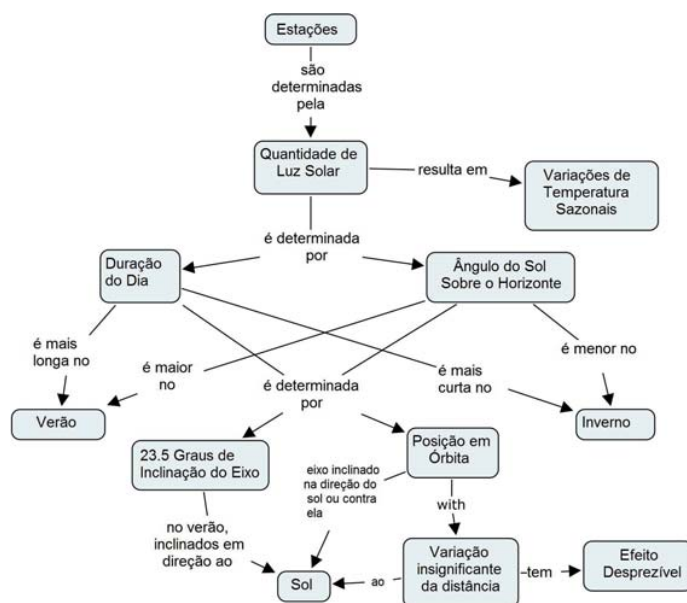 Estações
são
determinadas
pela
Quantidade de
Luz Solar
resulta em
Variações de
Temperatura
Sazonais
é determinada
por
Duração
do Dia
Ângulo do Sol
Sobre o Horizonte
é mais
longa no
é maior
no
é determinada
por
é mais
curta no
é menor no
Verão
Inverno
23.5 Graus de
Inclinação do Eixo
Posição em
Órbita
eixo inclinado
na direção do
sol ou contra
ela
with
no verão,
inclinados em
direção ao
Sol
ao
Variação
insignificante
da distância
tem
Efeito
Desprezível